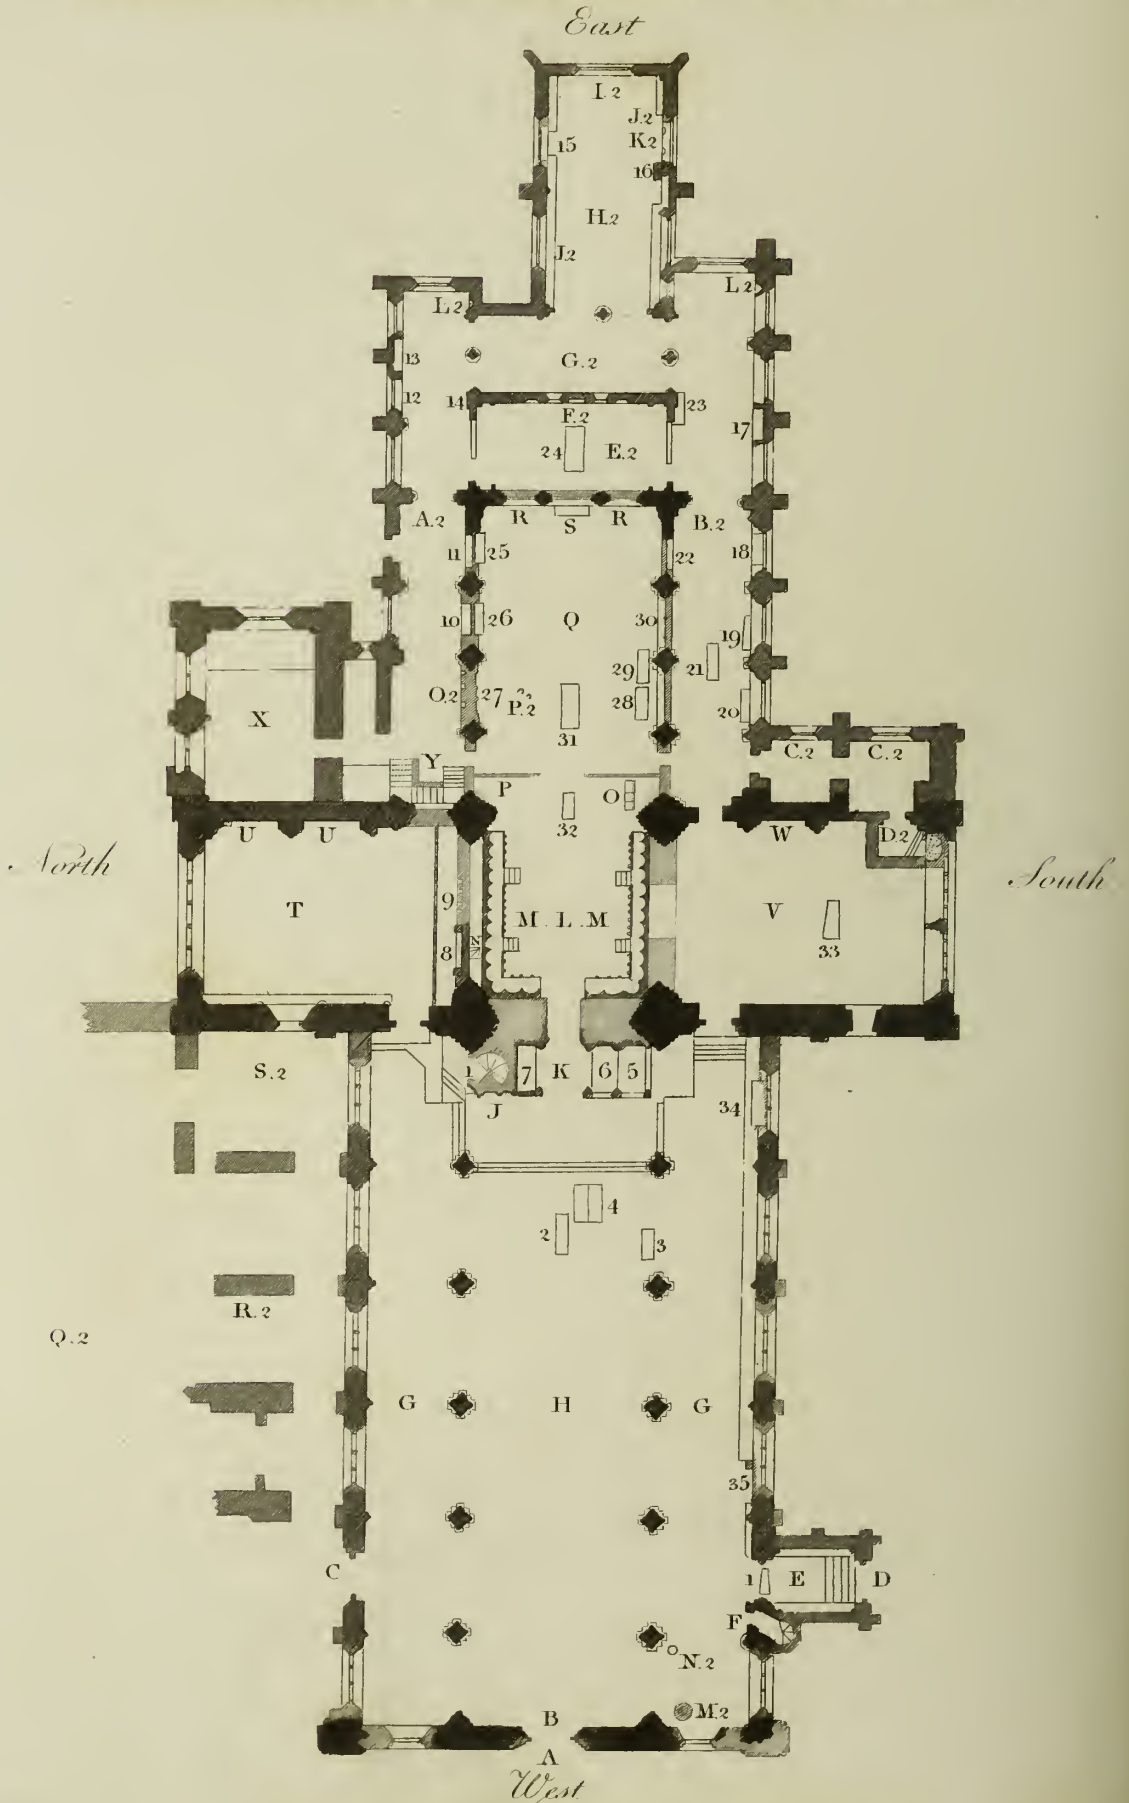 East
I.2
J.2
15 K2
16
H.2
J2
L2 L2
13 G.2
12 14 23
F.2 17
24 E.2
A.2 R S R B.2
11 25 22 18
10 26 Q 30 19
29 21
O.2 27 P.2 28 20
X 31
C.2 C.2
Y
P O
32
U U W D.2
North South
T 9 M . L . M V
N
8 33
S.2 1 7 K 6 5
J 34
4
2 3
R.2
Q.2
G H G
35
C 1 E D
F
N.2
M.2
B
A
West